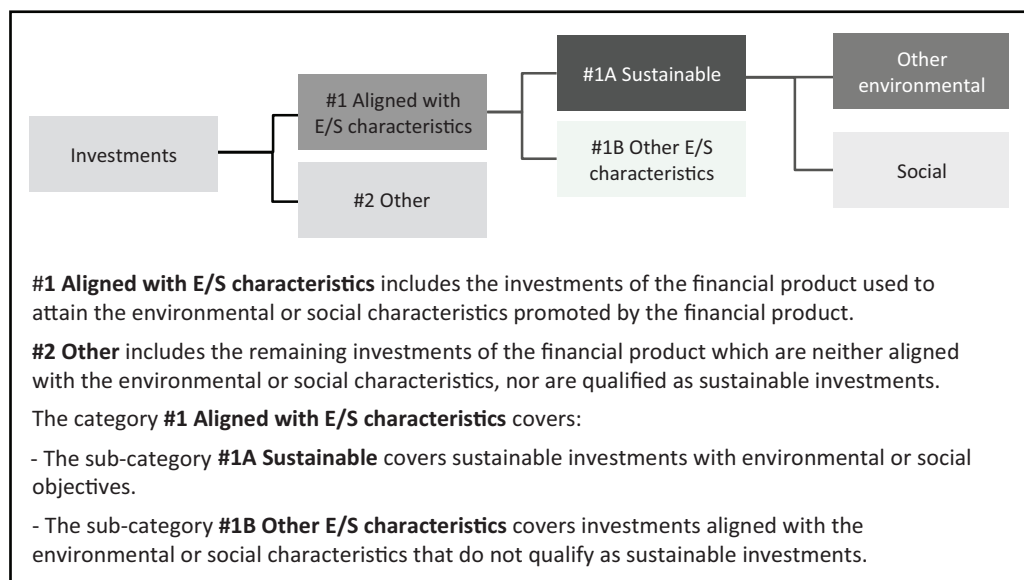 Investments
#1 Aligned with
E/S characteristics
#2 Other
#1A Sustainable
#1B Other E/S
characteristics
Other
environmental
Social
#1 Aligned with E/S characteristics includes the investments of the financial product used to
attain the environmental or social characteristics promoted by the financial product.
#2 Other includes the remaining investments of the financial product which are neither aligned
with the environmental or social characteristics, nor are qualified as sustainable investments.
The category #1 Aligned with E/S characteristics covers:
- The sub-category #1A Sustainable covers sustainable investments with environmental or social
objectives.
- The sub-category #1B Other E/S characteristics covers investments aligned with the
environmental or social characteristics that do not qualify as sustainable investments.